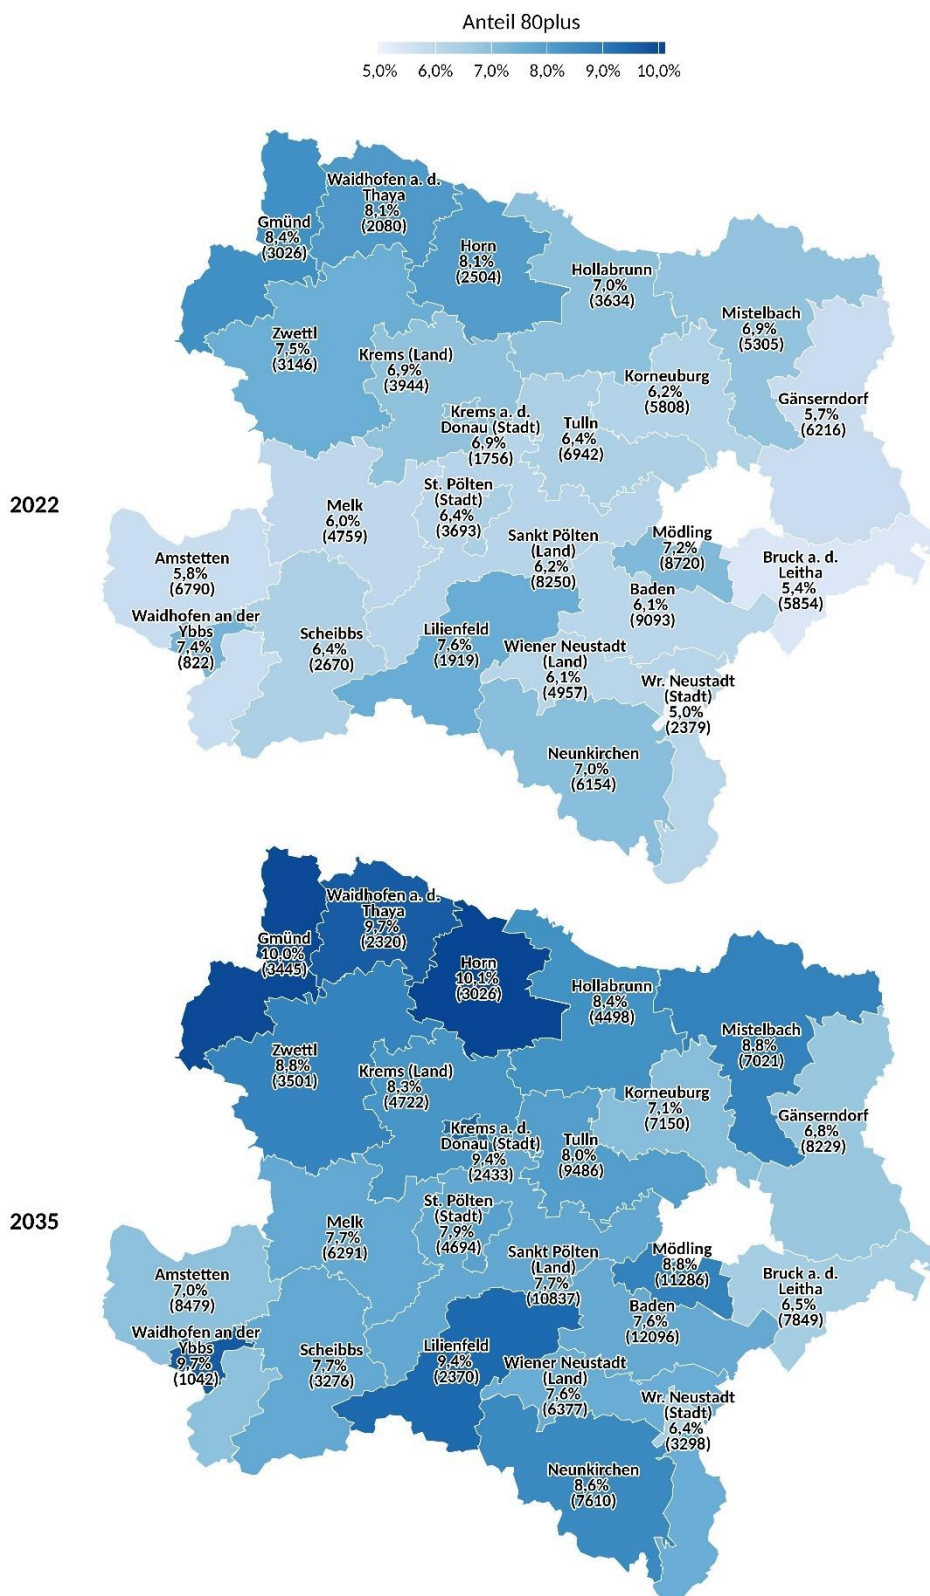 Anteil 80plus
5,0% 6,0% 7,0% 8,0% 9,0% 10,0%
2022
Waidhofen a. d.
Thaya
8,1%
(2080)
Gmünd
8,4%
(3026)
Horn
8,1%
(2504)
Hollabrunn
7,0%
(3634)
Mistelbach
6,9%
(5305)
Zwettl
7,5%
(3146)
Krems (Land)
6,9%
(3944)
Korneuburg
6,2%
(5808)
Gänserndorf
5,7%
(6216)
Krems a. d.
Donau (Stadt)
6,9%
(1756)
Tulln
6,4%
(6942)
St. Pölten
(Stadt)
6,4%
(3693)
Melk
6,0%
(4759)
Sankt Pölten
(Land)
6,2%
(8250)
Mödling
7,2%
(8720)
Bruck a. d.
Leitha
5,4%
(5854)
Amstetten
5,8%
(6790)
Baden
6,1%
(9093)
Waidhofen an der
Ybbs
7,4%
(822)
Scheibbs
6,4%
(2670)
Lilienfeld
7,6%
(1919)
Wiener Neustadt
(Land)
6,1%
(4957)
Wr. Neustadt
(Stadt)
5,0%
(2379)
Neunkirchen
7,0%
(6154)
2035
Waidhofen a. d.
Thaya
9,7%
(2320)
Gmünd
10,0%
(3445)
Horn
10,1%
(3026)
Hollabrunn
8,4%
(4498)
Mistelbach
8,8%
(7021)
Zwettl
8,8%
(3501)
Krems (Land)
8,3%
(4722)
Korneuburg
7,1%
(7150)
Gänserndorf
6,8%
(8229)
Krems a. d.
Donau (Stadt)
9,4%
(2433)
Tulln
8,0%
(9486)
St. Pölten
(Stadt)
7,9%
(4694)
Melk
7,7%
(6291)
Sankt Pölten
(Land)
7,7%
(10837)
Mödling
8,8%
(11286)
Bruck a. d.
Leitha
6,5%
(7849)
Amstetten
7,0%
(8479)
Baden
7,6%
(12096)
Waidhofen an der
Ybbs
9,7%
(1042)
Scheibbs
7,7%
(3276)
Lilienfeld
9,4%
(2370)
Wiener Neustadt
(Land)
7,6%
(6377)
Wr. Neustadt
(Stadt)
6,4%
(3298)
Neunkirchen
8,6%
(7610)